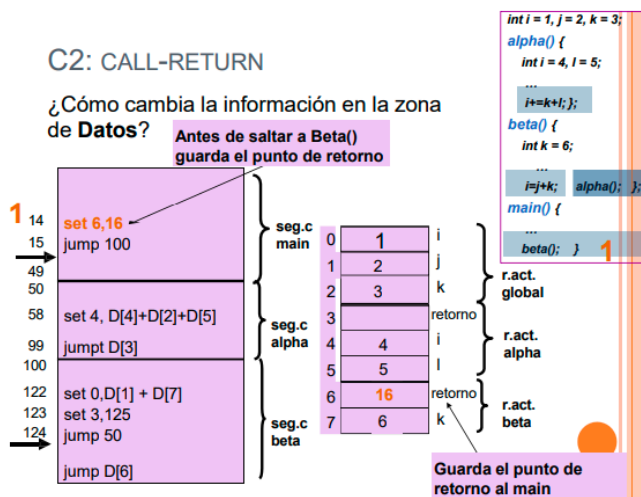 C2: CALL-RETURN
¿Cómo cambia la información en la zona
de Datos?
Antes de saltar a Beta()
guarda el punto de retorno
int i = 1, j = 2, k = 3;
alpha() {
int i = 4, l = 5;
...
i+=k+l; };
beta() {
int k = 6;
...
i=j+k; alpha(); };
main() {
...
beta(); } 1
1
14 set 6,16
15 jump 100
49
seg.c
main
50
58 set 4, D[4]+D[2]+D[5]
99 jumpt D[3]
seg.c
alpha
100
122 set 0,D[1] + D[7]
123 set 3,125
124 jump 50
jump D[6]
seg.c
beta
0 1 i
1 2 j
2 3 k
r.act.
global
3 retorno
4 4 i
5 5 l
r.act.
alpha
6 16 retorno
7 6 k
r.act.
beta
Guarda el punto de
retorno al main